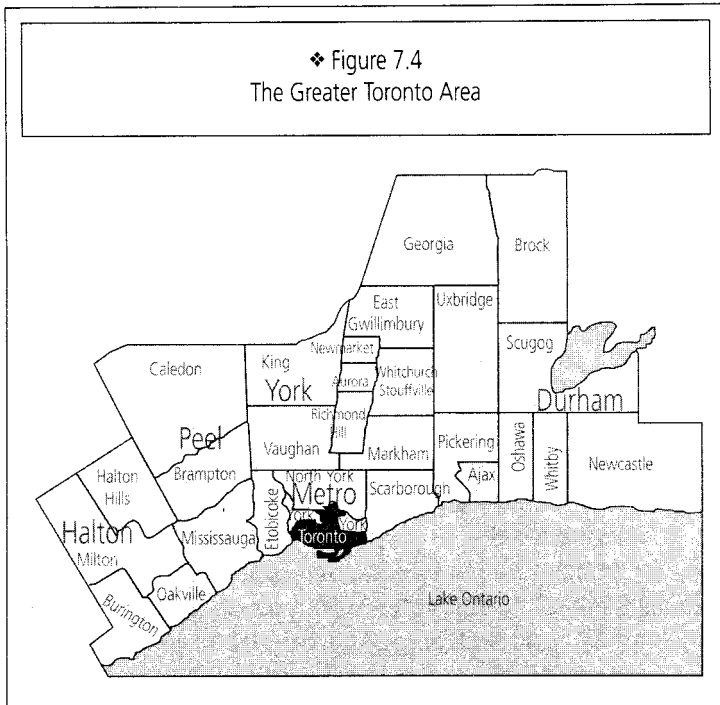 ❖ Figure 7.4
The Greater Toronto Area
Georgia
Brock
East
Gwillimbury
Uxbridge
Newmarket
Scugog
Caledon
King
York
Aurora
Whitchurch
Stouffville
Durham
Richmond
Hill
Peel
Vaughan
Markham
Pickering
Oshawa
Whitby
Newcastle
Halton
Hills
Brampton
North York
Metro
Scarborough
Ajax
Etobicoke
York
Toronto
Halton
Milton
Mississauga
Oakville
Burington
Lake Ontario